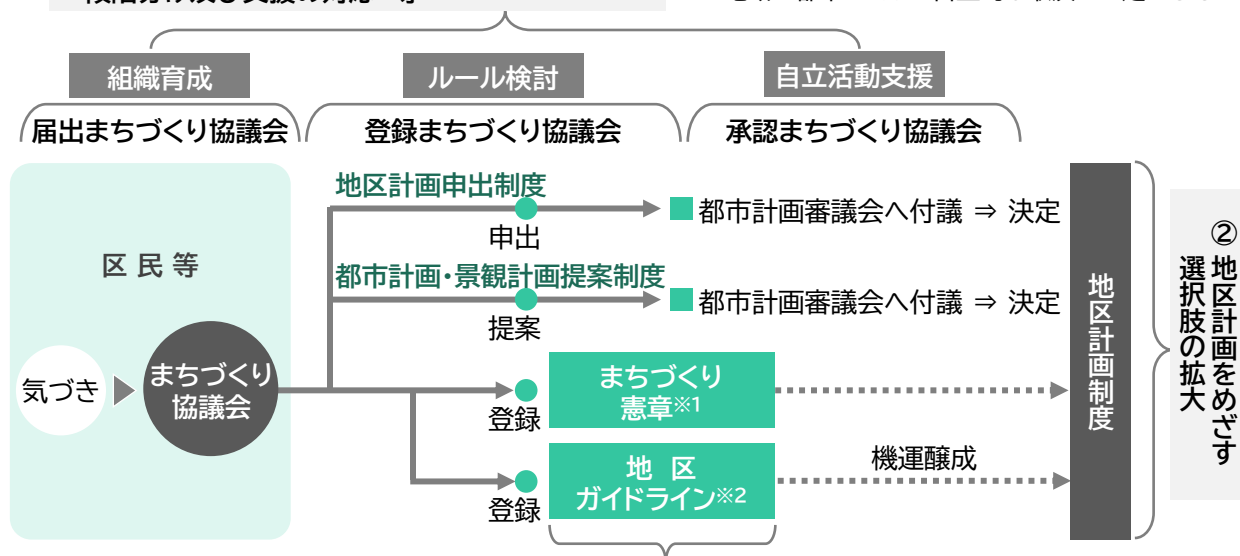 組織育成
ルール検討
自立活動支援
届出まちづくり協議会
登録まちづくり協議会
承認まちづくり協議会
区民等
気づき
まちづくり
協議会
地区計画申出制度
申出
都市計画審議会へ付議 ⇒ 決定
都市計画・景観計画提案制度
提案
都市計画審議会へ付議 ⇒ 決定
登録
まちづくり
憲章※1
登録
地 区
ガイドライン※2
機運醸成
地区計画制度
②地区計画をめざす
選択肢の拡大